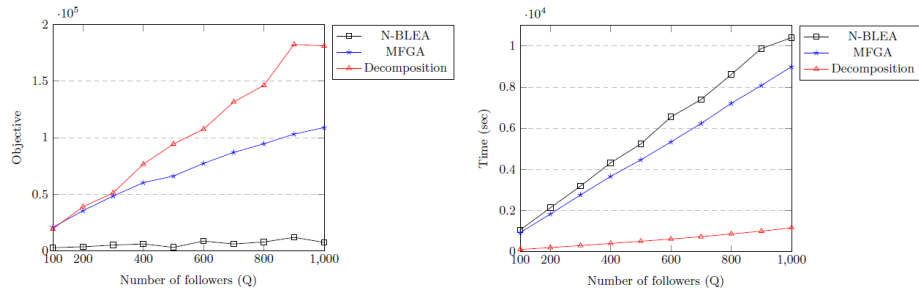 ·10^5
2
1.5
1
0.5
0
Objective
100
200
400
600
800
1,000
Number of followers (Q)
N-BLEA
MFGA
Decomposition
·10^4
1
0.8
0.6
0.4
0.2
0
Time (sec)
100
200
400
600
800
1,000
Number of followers (Q)
N-BLEA
MFGA
Decomposition